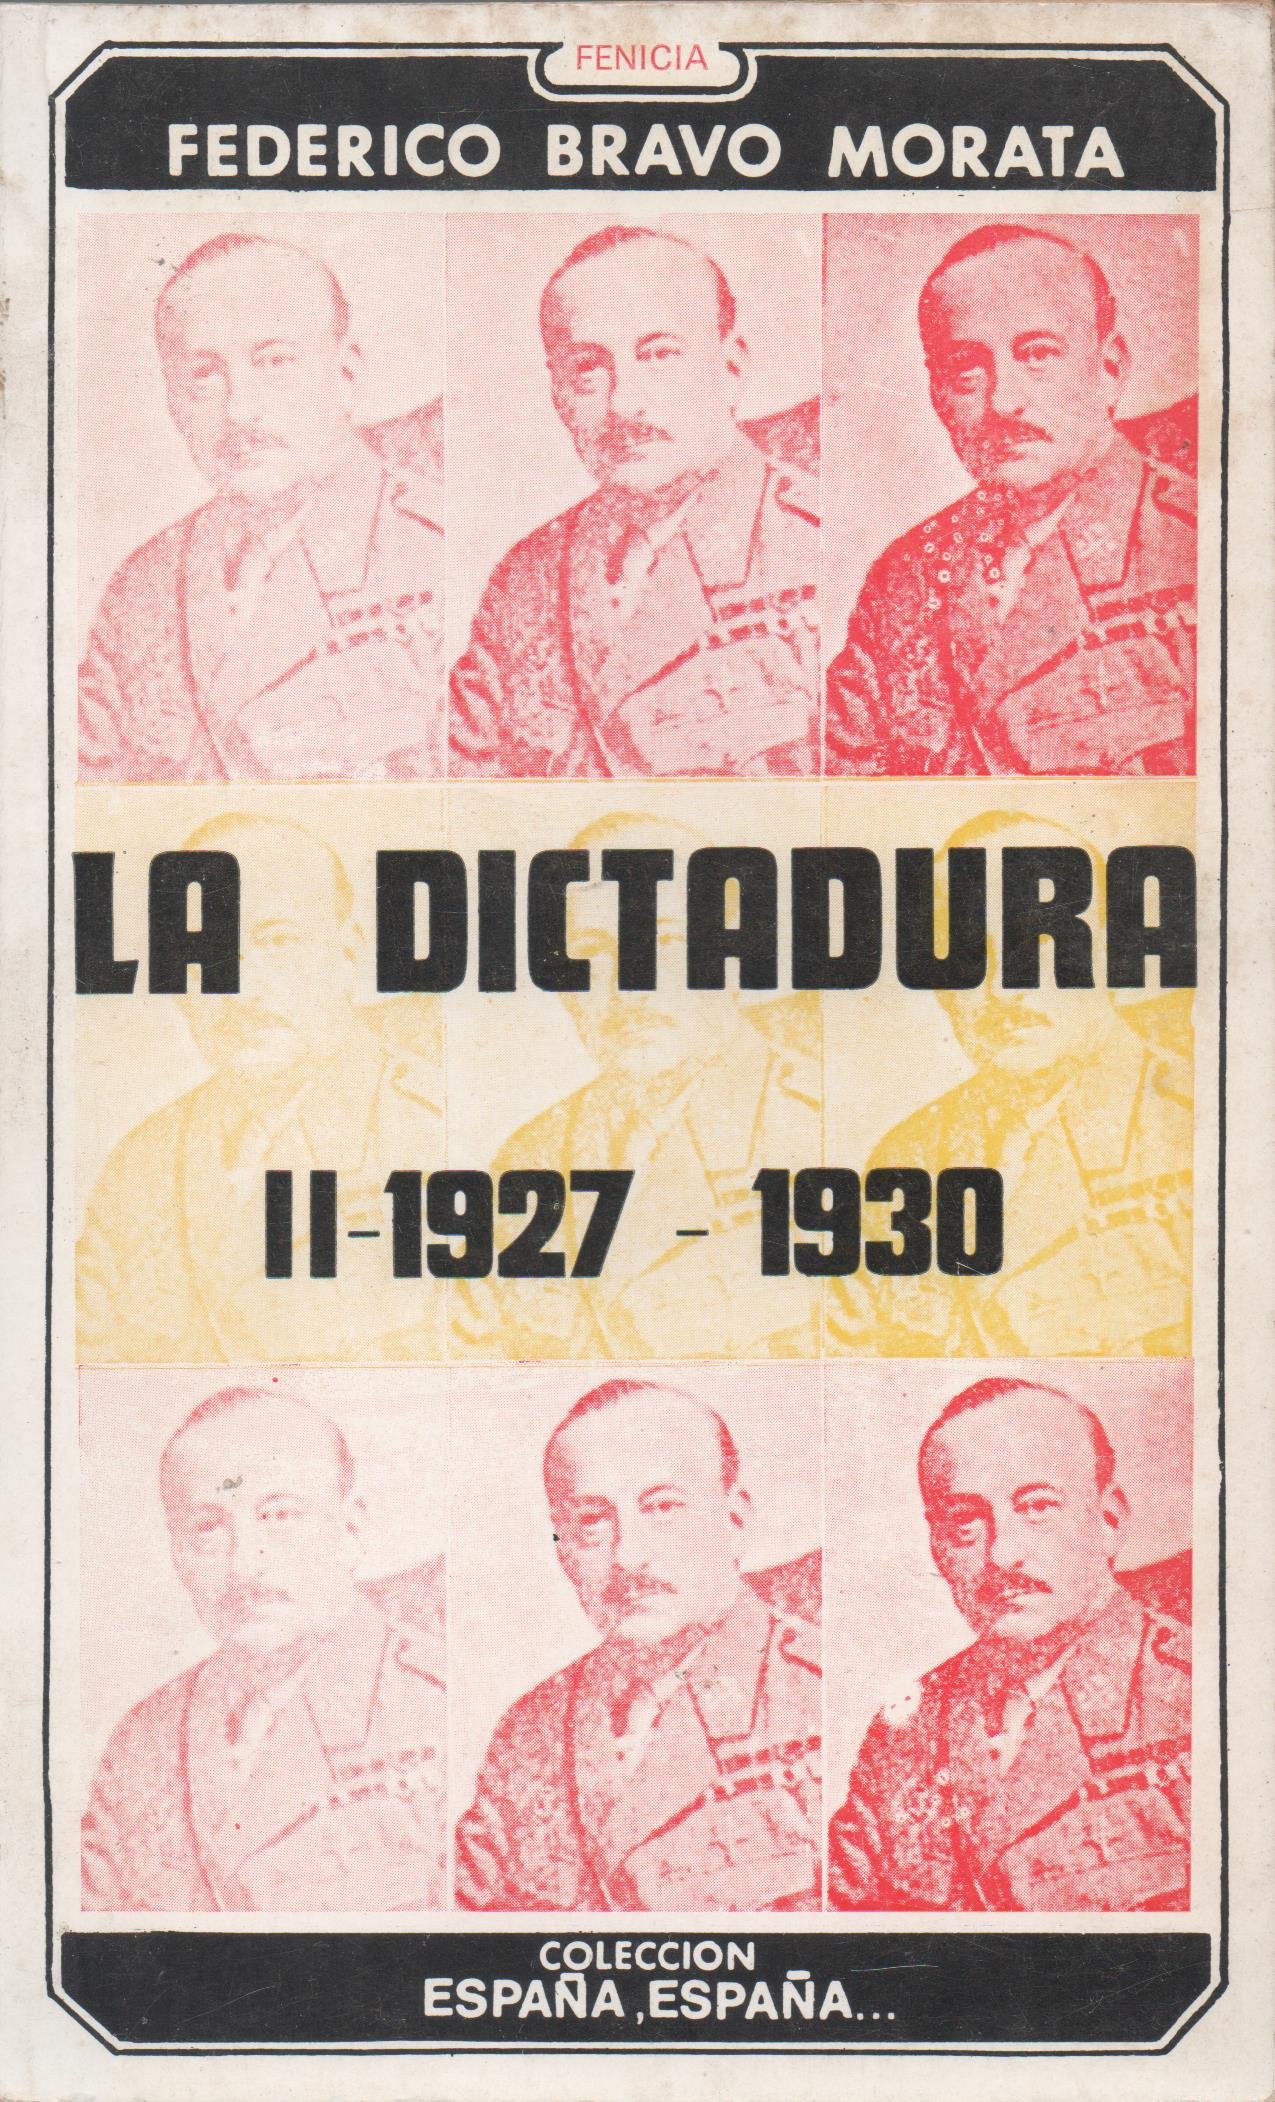 FENICIA
FEDERICO BRAVO MORATA
LA DICTADURA
II-1927 - 1930
COLECCION
ESPAÑA, ESPAÑA...